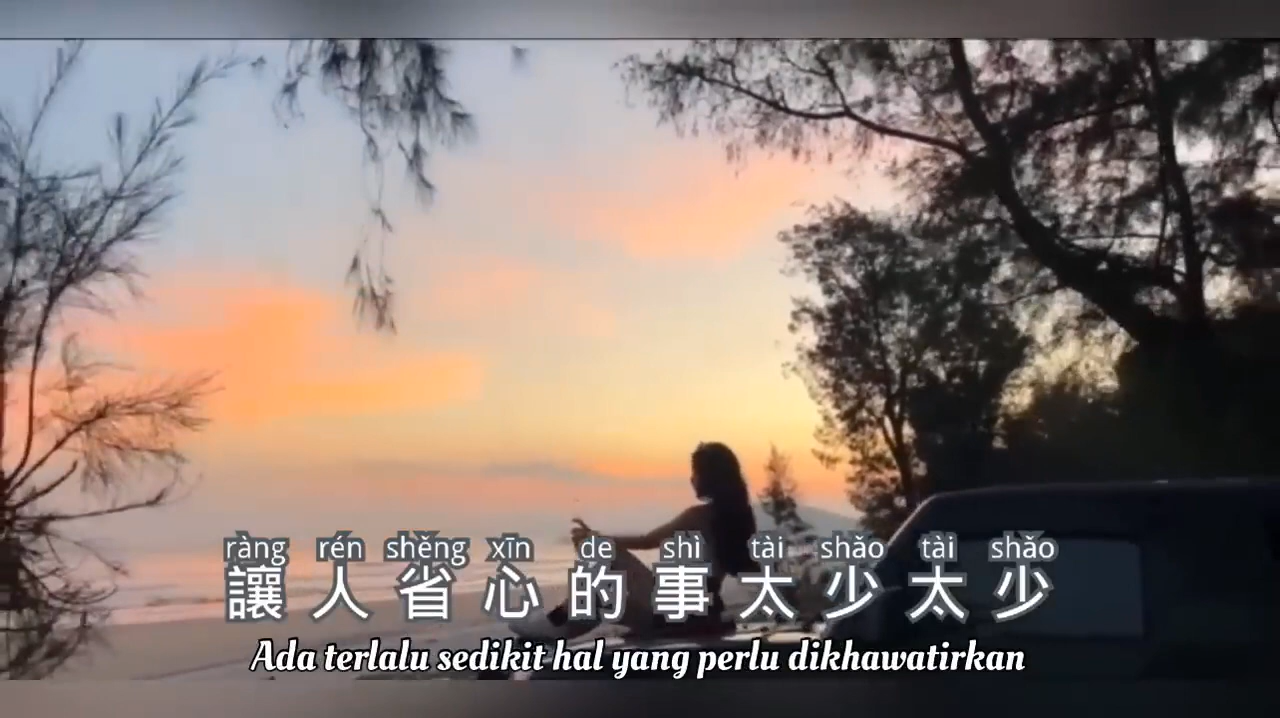 ràng rén shěng xīn de shì tài shǎo tài shǎo
讓人省心的事太少太少
Ada terlalu sedikit hal yang perlu dikhawatirkan